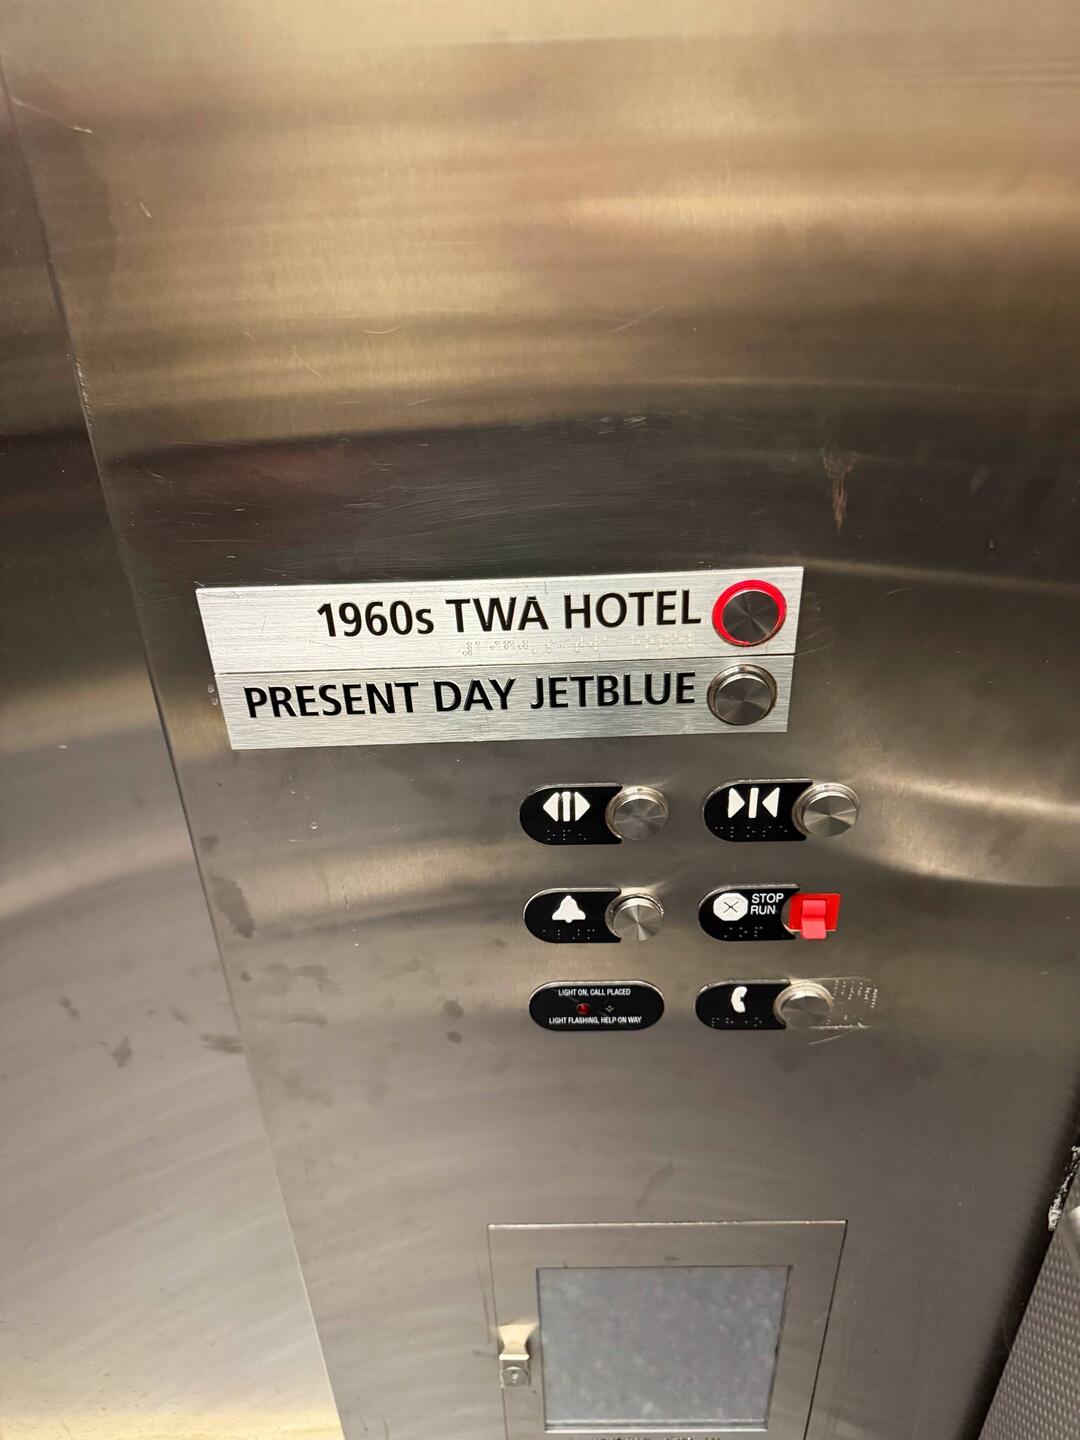 1960s TWA HOTEL
PRESENT DAY JETBLUE
STOP
RUN
LIGHT ON, CALL PLACED
LIGHT FLASHING, HELP ON WAY